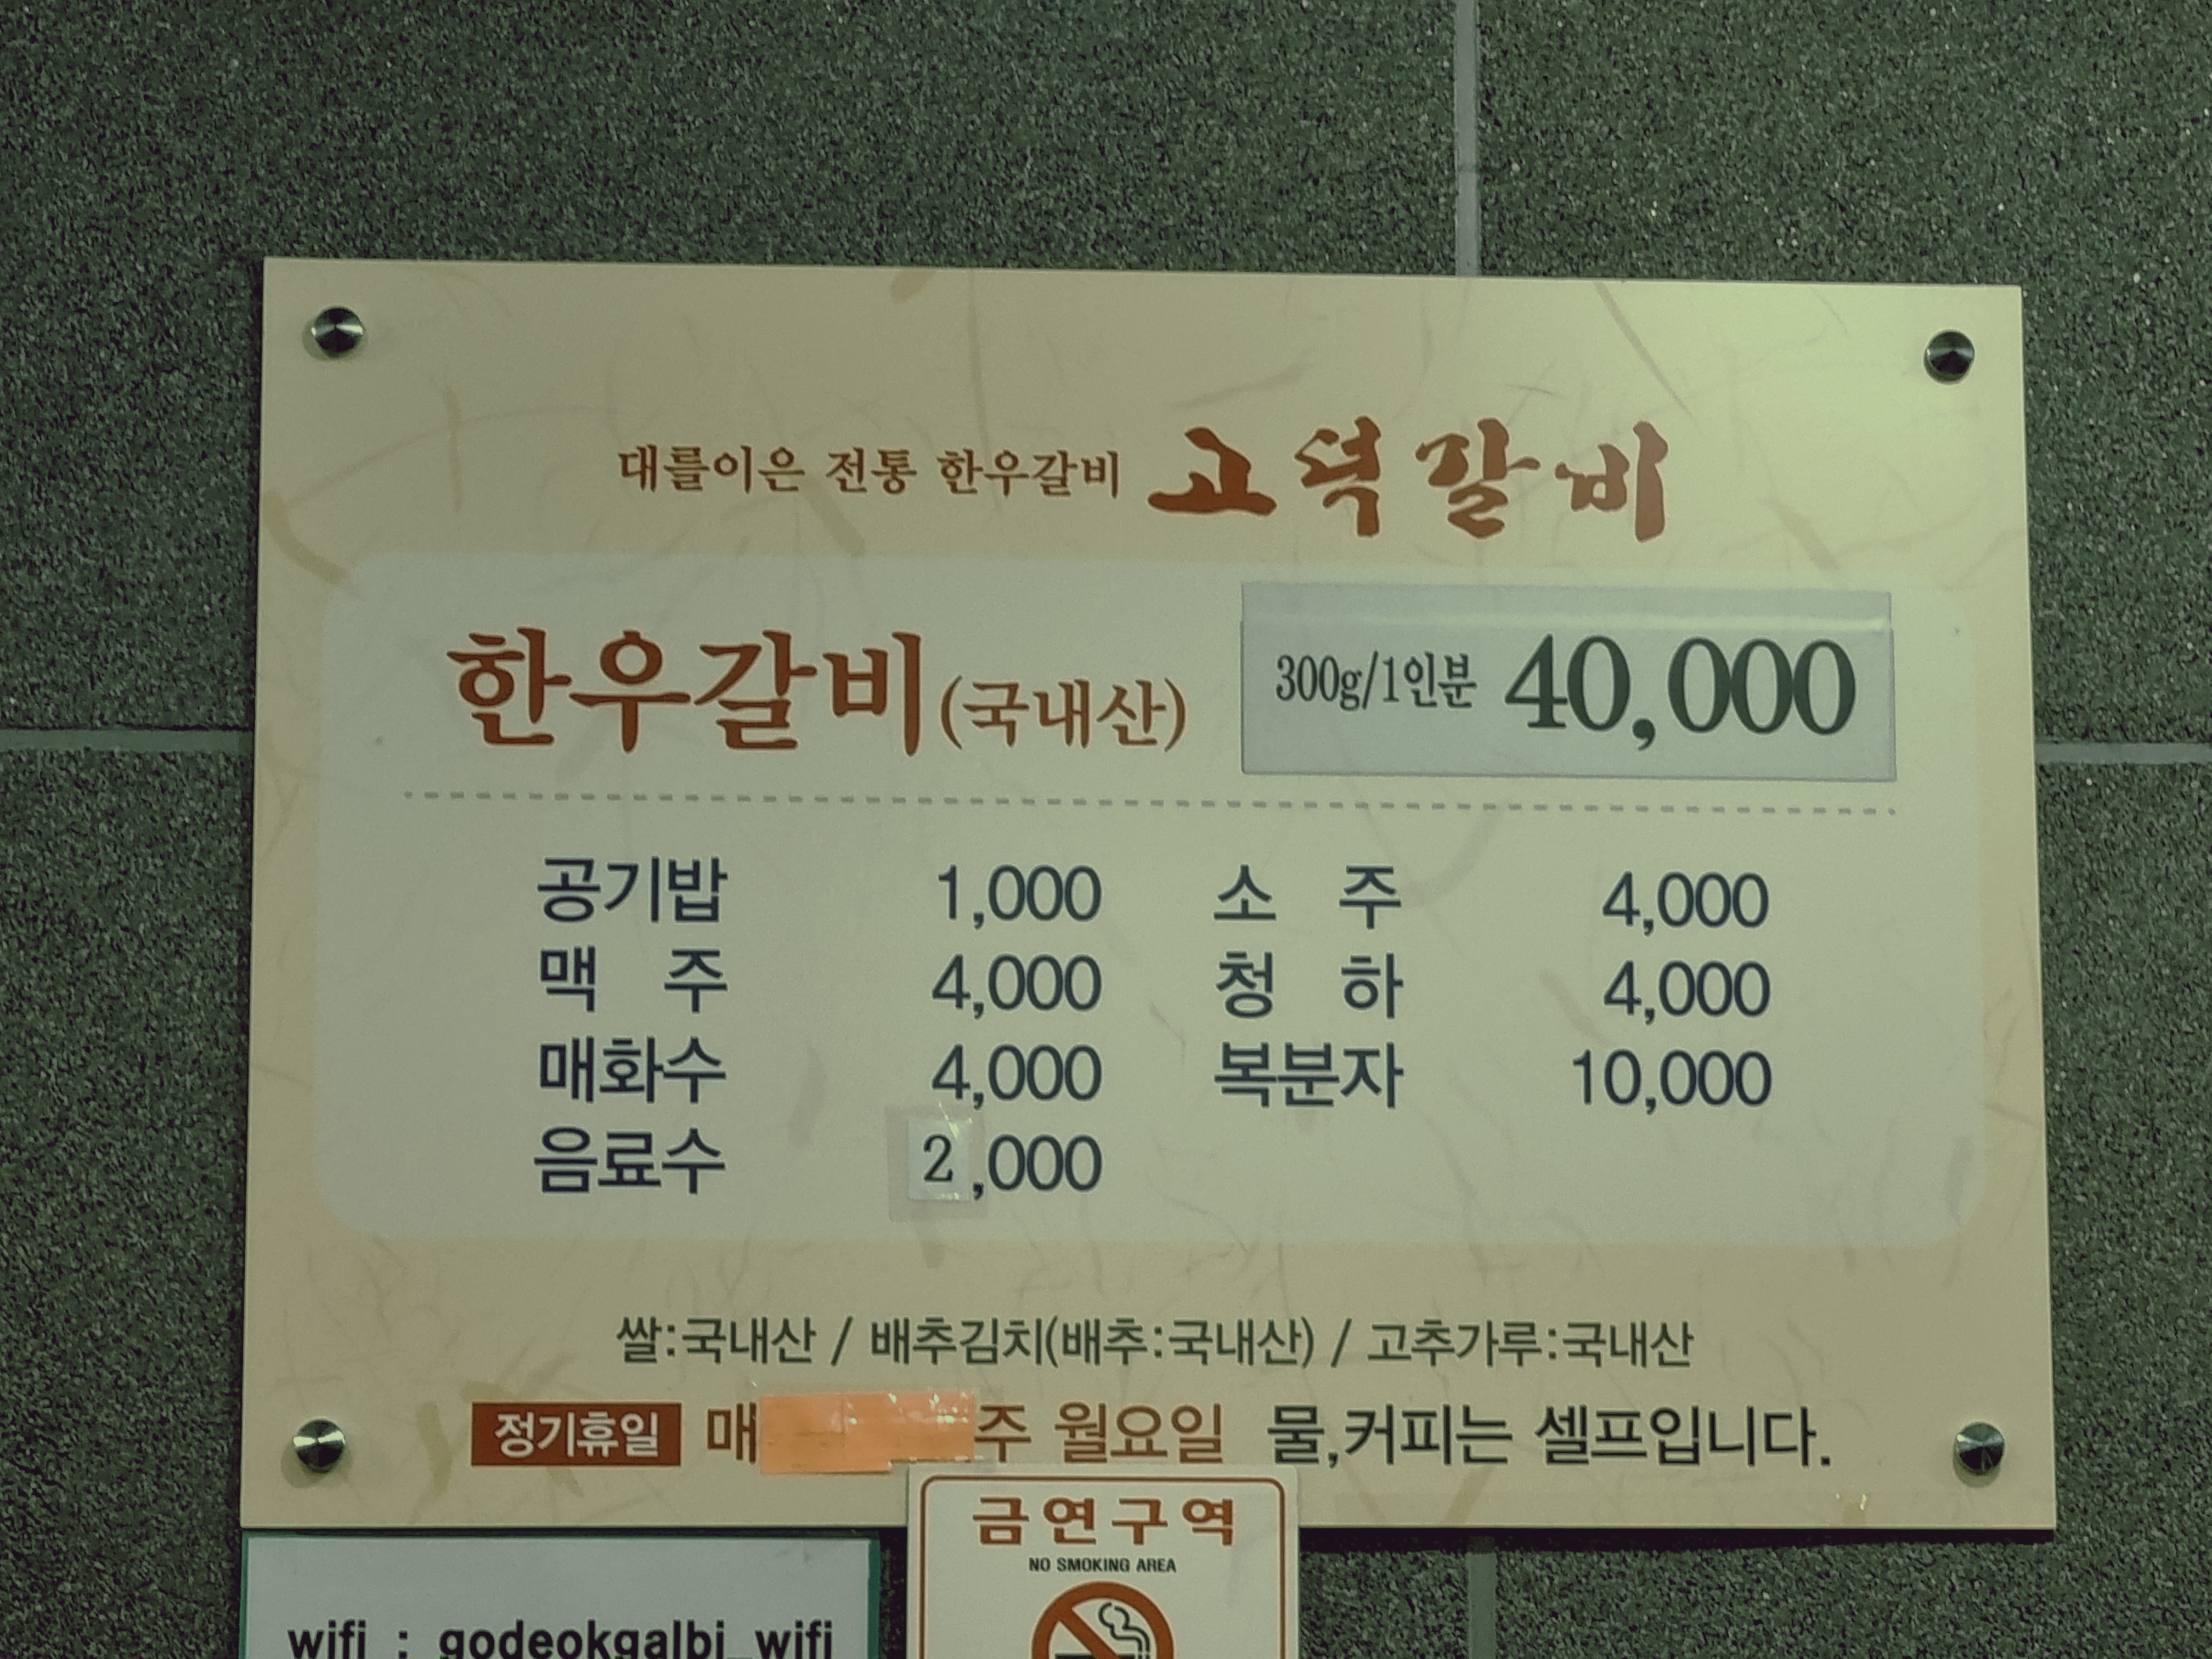 대를이은 전통 한우갈비 고덕갈비
한우갈비(국내산) 300g/1인분 40,000
공기밥 1,000 소 주 4,000
맥 주 4,000 청 하 4,000
매화수 4,000 복분자 10,000
음료수 2,000
쌀:국내산 / 배추김치(배추:국내산) / 고추가루:국내산
정기휴일 매 주 월요일 물,커피는 셀프입니다.
금연구역
NO SMOKING AREA
wifi : godeokgalbi_wifi